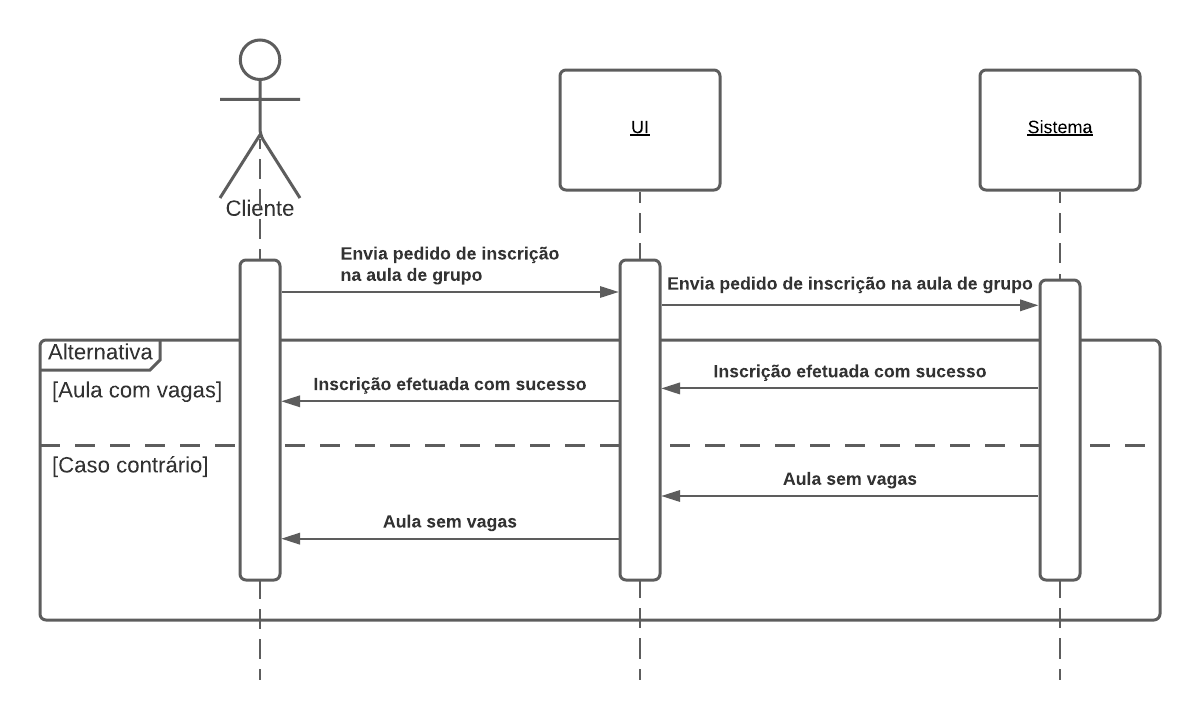 UI
Sistema
Cliente
Envia pedido de inscrição
na aula de grupo
Envia pedido de inscrição na aula de grupo
Alternativa
[Aula com vagas]
Inscrição efetuada com sucesso
Inscrição efetuada com sucesso
[Caso contrário]
Aula sem vagas
Aula sem vagas